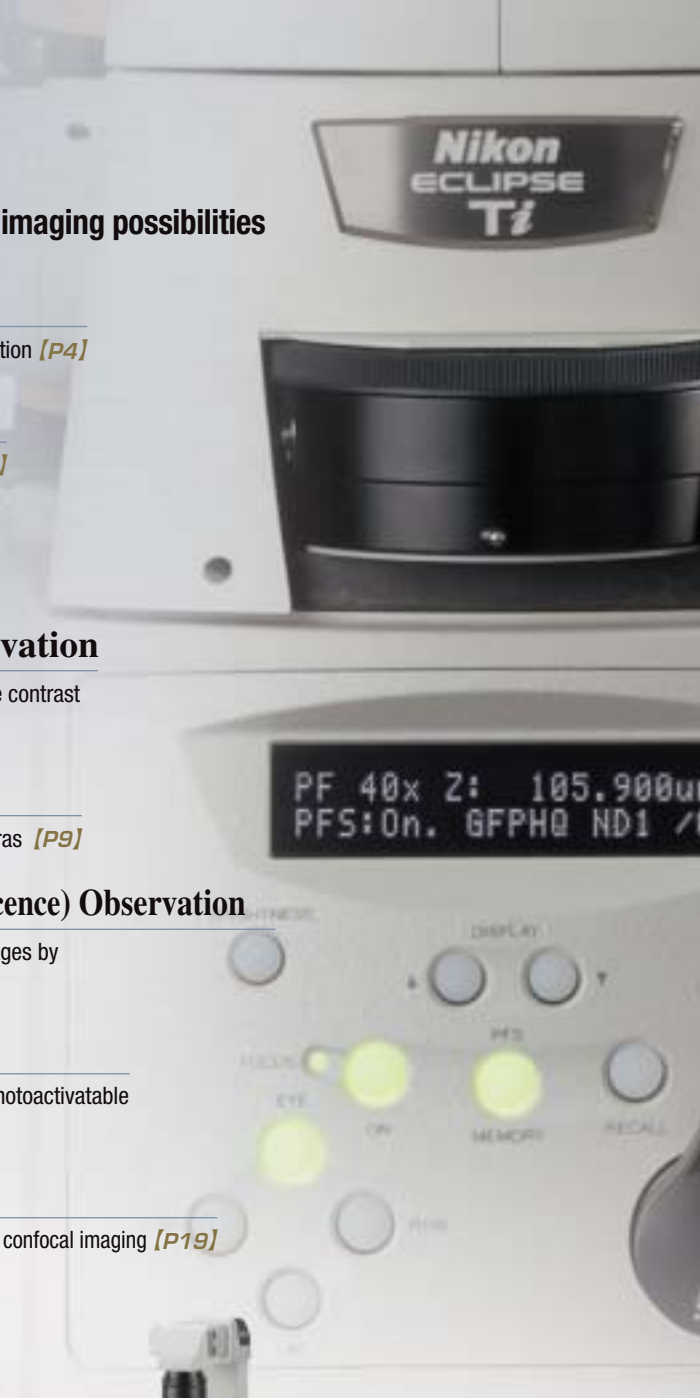 Nikon
ECLIPSE
Ti
imaging possibilities
tion [P4]
]
vation
e contrast
PF 40x Z: 105.900u
PFS:On. GFPHQ ND1 /
ras [P9]
cence) Observation
DISPLAY
ges by
PFS
FOCUS
hotoactivatable
EYE
ON
MEMORY
RECALL
confocal imaging [P19]